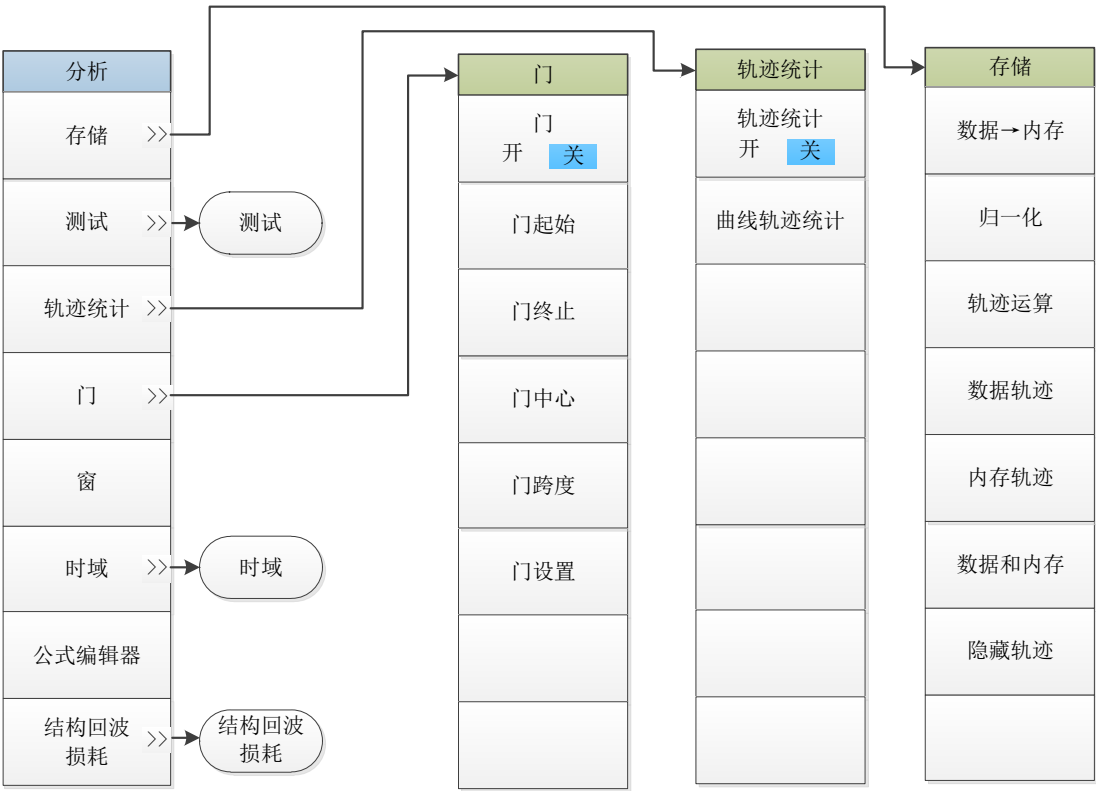 分析
存储 >>
测试 >>
轨迹统计 >>
门 >>
窗
时域 >>
公式编辑器
结构回波
损耗 >>
测试
时域
结构回波
损耗
门
门
开 关
门起始
门终止
门中心
门跨度
门设置
轨迹统计
轨迹统计
开 关
曲线轨迹统计
存储
数据→内存
归一化
轨迹运算
数据轨迹
内存轨迹
数据和内存
隐藏轨迹